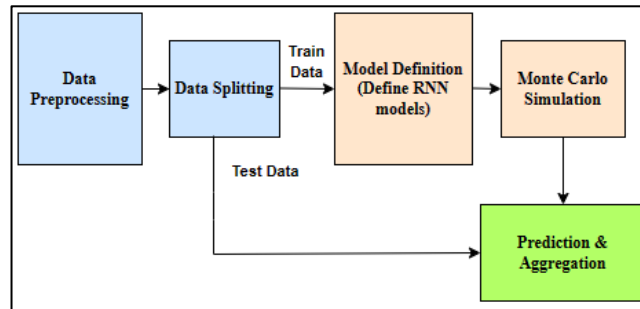 Data
Preprocessing
Data Splitting
Train
Data
Model Definition
(Define RNN
models)
Monte Carlo
Simulation
Test Data
Prediction &
Aggregation